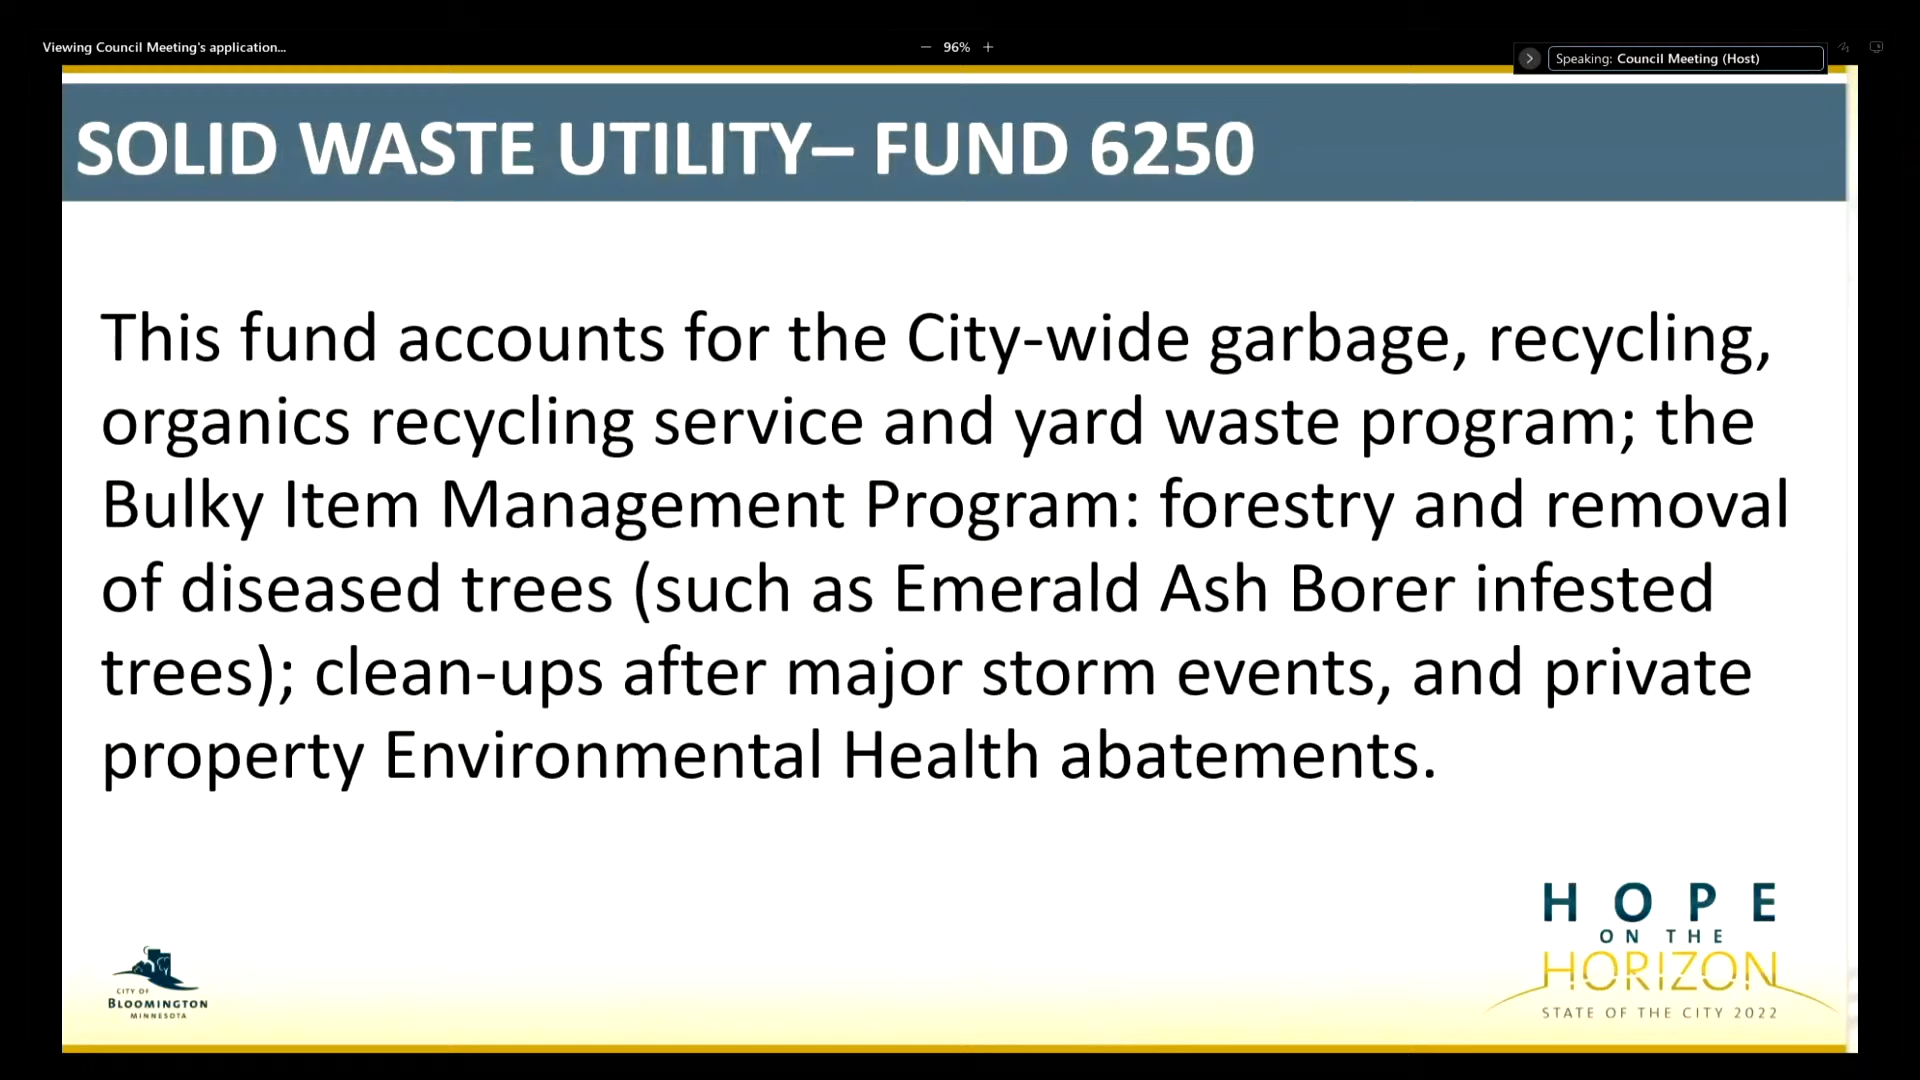 Viewing Council Meeting's application...
— 96% +
Speaking: Council Meeting (Host)
SOLID WASTE UTILITY– FUND 6250
This fund accounts for the City-wide garbage, recycling,
organics recycling service and yard waste program; the
Bulky Item Management Program: forestry and removal
of diseased trees (such as Emerald Ash Borer infested
trees); clean-ups after major storm events, and private
property Environmental Health abatements.
CITY OF
BLOOMINGTON
MINNESOTA
HOPE
ON THE
HORIZON
STATE OF THE CITY 2022